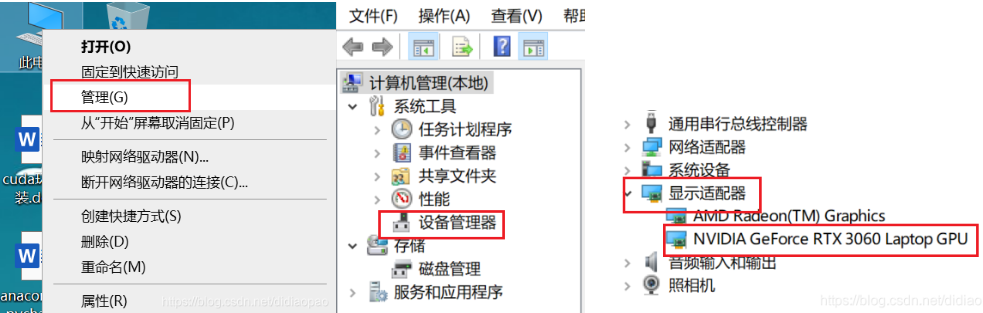 此电
W
cuda
装.d
W
anaco
打开(O)
固定到快速访问
管理(G)
从"开始"屏幕取消固定(P)
映射网络驱动器(N)...
断开网络驱动器的连接(C)...
创建快捷方式(S)
删除(D)
重命名(M)
属性(R)
https://blog.csdn.net/didiaopao
文件(F) 操作(A) 查看(V) 帮助
计算机管理(本地)
系统工具
任务计划程序
事件查看器
共享文件夹
性能
设备管理器
存储
磁盘管理
服务和应用程序
通用串行总线控制器
网络适配器
系统设备
显示适配器
AMD Radeon(TM) Graphics
NVIDIA GeForce RTX 3060 Laptop GPU
音频输入和输出
照相机
https://blog.csdn.net/didiao